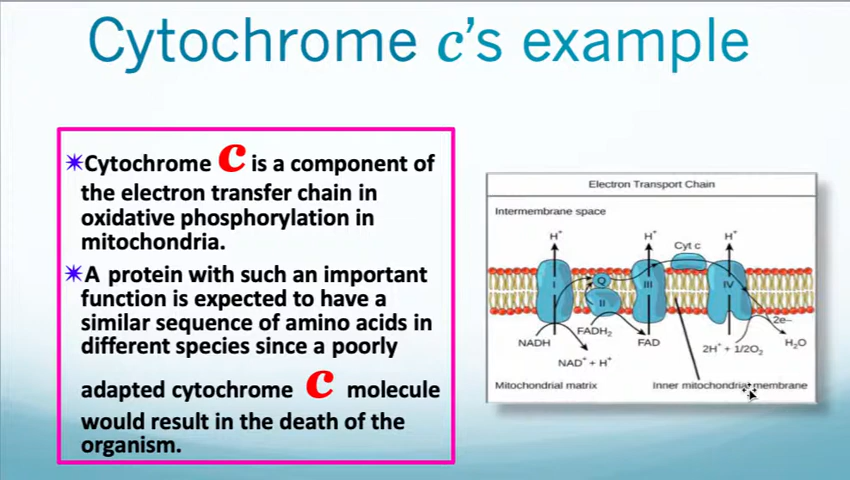 Cytochrome c's example
Cytochrome c is a component of
the electron transfer chain in
oxidative phosphorylation in
mitochondria.
A protein with such an important
function is expected to have a
similar sequence of amino acids in
different species since a poorly
adapted cytochrome c molecule
would result in the death of the
organism.
Electron Transport Chain
Intermembrane space
H⁺
H⁺
H⁺
Cyt c
Q
I
II
III
IV
NADH
FADH₂
FAD
2e–
H₂O
2H⁺ + 1/2O₂
NAD⁺ + H⁺
Mitochondrial matrix
Inner mitochondrial membrane